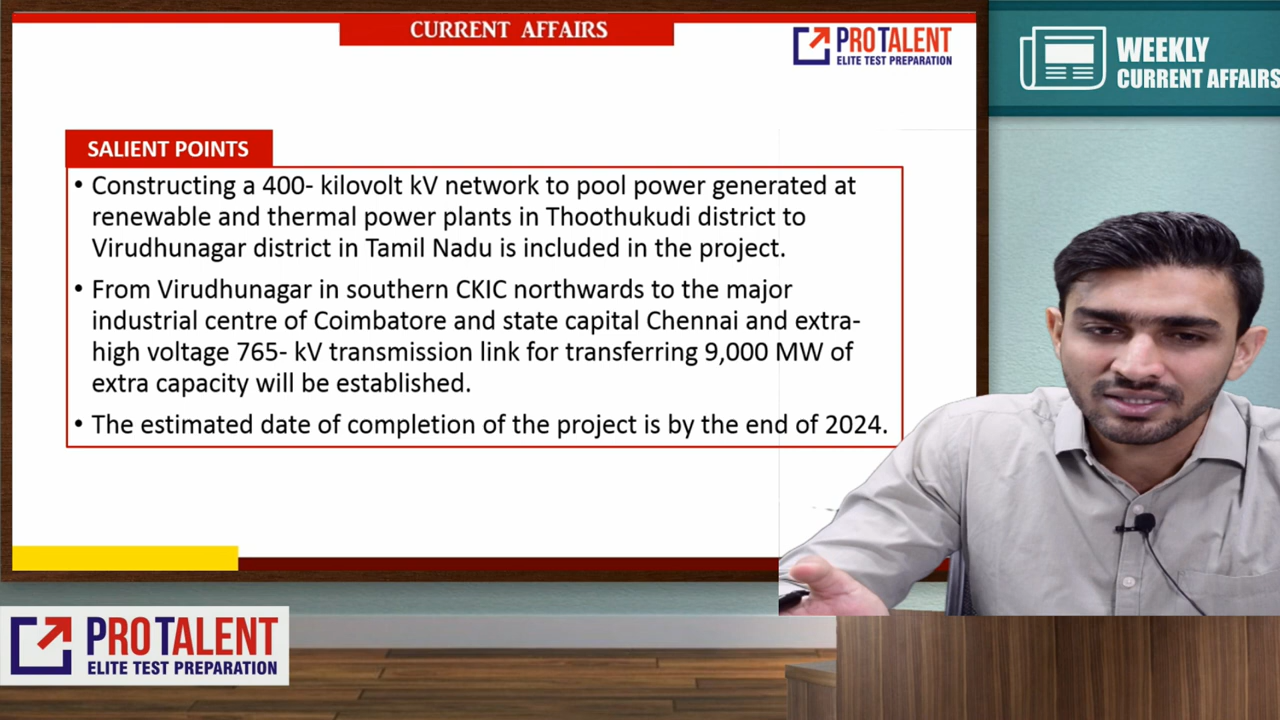 CURRENT AFFAIRS
PROTALENT
ELITE TEST PREPARATION
WEEKLY
CURRENT AFFAIRS
SALIENT POINTS
• Constructing a 400- kilovolt kV network to pool power generated at
renewable and thermal power plants in Thoothukudi district to
Virudhunagar district in Tamil Nadu is included in the project.
• From Virudhunagar in southern CKIC northwards to the major
industrial centre of Coimbatore and state capital Chennai and extra-
high voltage 765- kV transmission link for transferring 9,000 MW of
extra capacity will be established.
• The estimated date of completion of the project is by the end of 2024.
PROTALENT
ELITE TEST PREPARATION